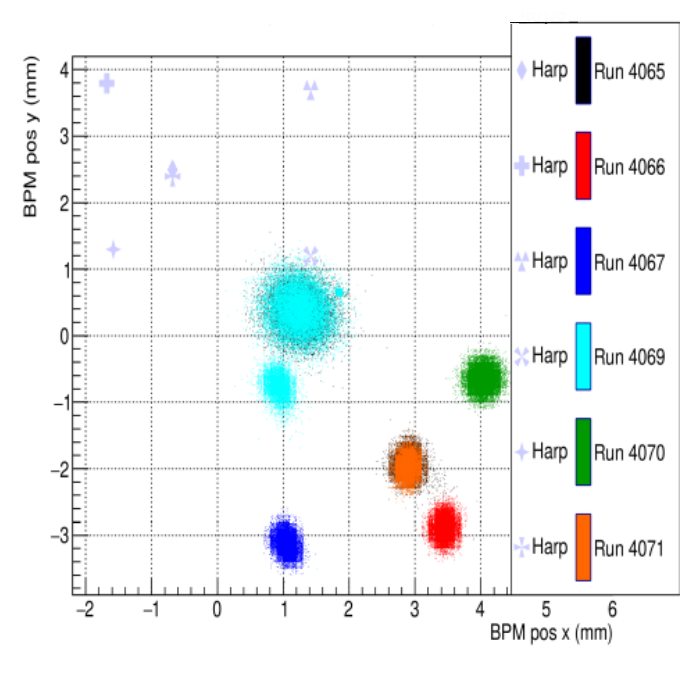 BPM pos y (mm)
4
3
2
1
0
−1
−2
−3
−2 −1 0 1 2 3 4 5 6
BPM pos x (mm)
Harp Run 4065
Harp Run 4066
Harp Run 4067
Harp Run 4069
Harp Run 4070
Harp Run 4071